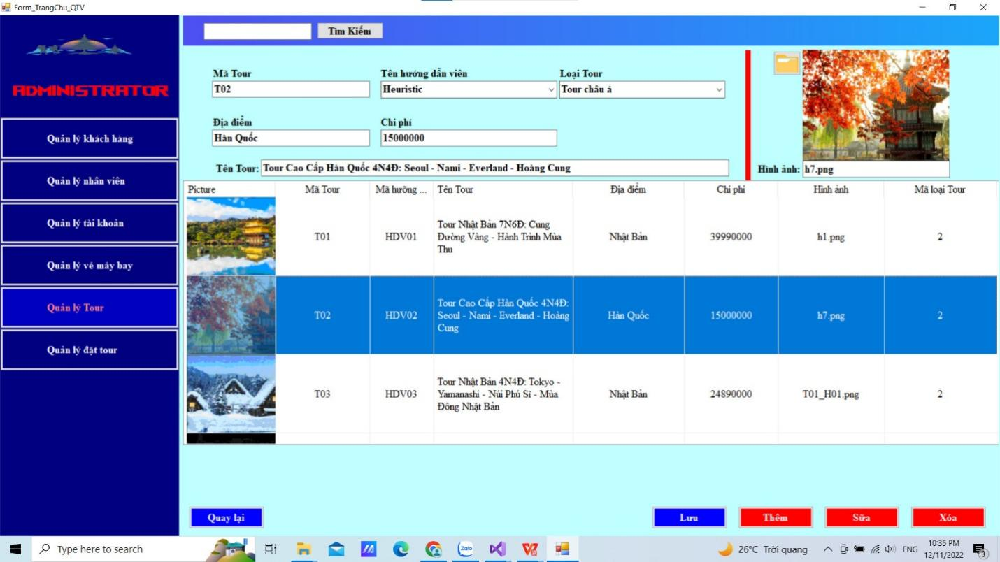 Form_TrangChu_QTV
Tìm Kiếm
ADMINISTRATOR
Quản lý khách hàng
Quản lý nhân viên
Quản lý tài khoản
Quản lý vé máy bay
Quản lý Tour
Quản lý đặt tour
Mã Tour
Tên hướng dẫn viên
Loại Tour
T02
Heuristic
Tour châu á
Địa điểm
Chi phí
Hàn Quốc
15000000
Tên Tour: Tour Cao Cấp Hàn Quốc 4N4Đ: Seoul - Nami - Everland - Hoàng Cung
Hình ảnh: h7.png
Picture Mã Tour Mã hưỡng ... Tên Tour Địa điểm Chi phi Hình ảnh Mã loại Tour
Tour Nhật Bản 7N6Đ: Cung
T01 HDV01 Đường Vàng - Hành Trình Mùa Nhật Bản 39990000 h1.png 2
Thu
Tour Cao Cấp Hàn Quốc 4N4Đ:
T02 HDV02 Seoul - Nami - Everland - Hoàng Hàn Quốc 15000000 h7.png 2
Cung
Tour Nhật Bản 4N4Đ: Tokyo -
T03 HDV03 Yamanashi - Núi Phú Sĩ - Mùa Nhật Bản 24890000 T01_H01.png 2
Đông Nhật Bản
Quay lại
Lưu
Thêm
Sữa
Xóa
Type here to search
Zalo
26°C Trời quang
ENG
10:35 PM
12/11/2022
3